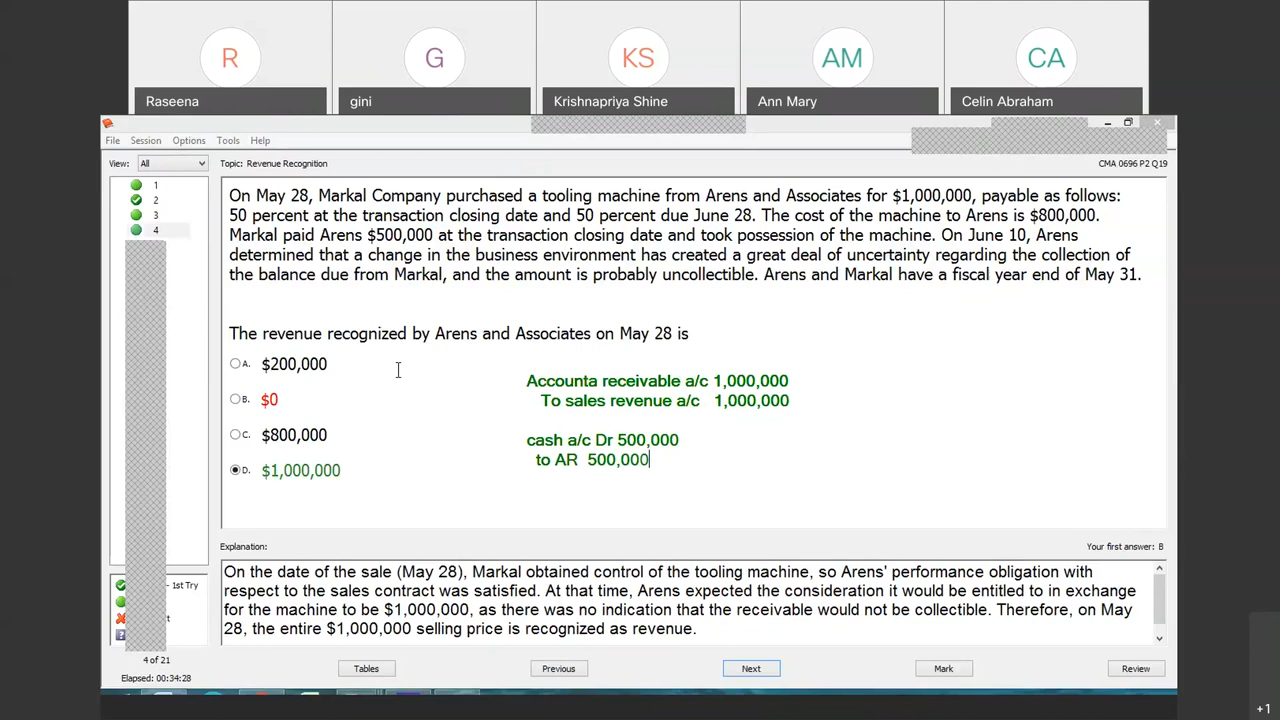 R G KS AM CA
Raseena gini Krishnapriya Shine Ann Mary Celin Abraham
File Session Options Tools Help
View: All Topic: Revenue Recognition CMA 0696 P2 Q19
1
2
3
4
On May 28, Markal Company purchased a tooling machine from Arens and Associates for $1,000,000, payable as follows:
50 percent at the transaction closing date and 50 percent due June 28. The cost of the machine to Arens is $800,000.
Markal paid Arens $500,000 at the transaction closing date and took possession of the machine. On June 10, Arens
determined that a change in the business environment has created a great deal of uncertainty regarding the collection of
the balance due from Markal, and the amount is probably uncollectible. Arens and Markal have a fiscal year end of May 31.
The revenue recognized by Arens and Associates on May 28 is
A. $200,000
B. $0
C. $800,000
D. $1,000,000
Accounta receivable a/c 1,000,000
To sales revenue a/c 1,000,000
cash a/c Dr 500,000
to AR 500,000
Explanation: Your first answer: B
On the date of the sale (May 28), Markal obtained control of the tooling machine, so Arens' performance obligation with
respect to the sales contract was satisfied. At that time, Arens expected the consideration it would be entitled to in exchange
for the machine to be $1,000,000, as there was no indication that the receivable would not be collectible. Therefore, on May
28, the entire $1,000,000 selling price is recognized as revenue.
- 1st Try
?
4 of 21
Elapsed: 00:34:28
Tables Previous Next Mark Review
+1